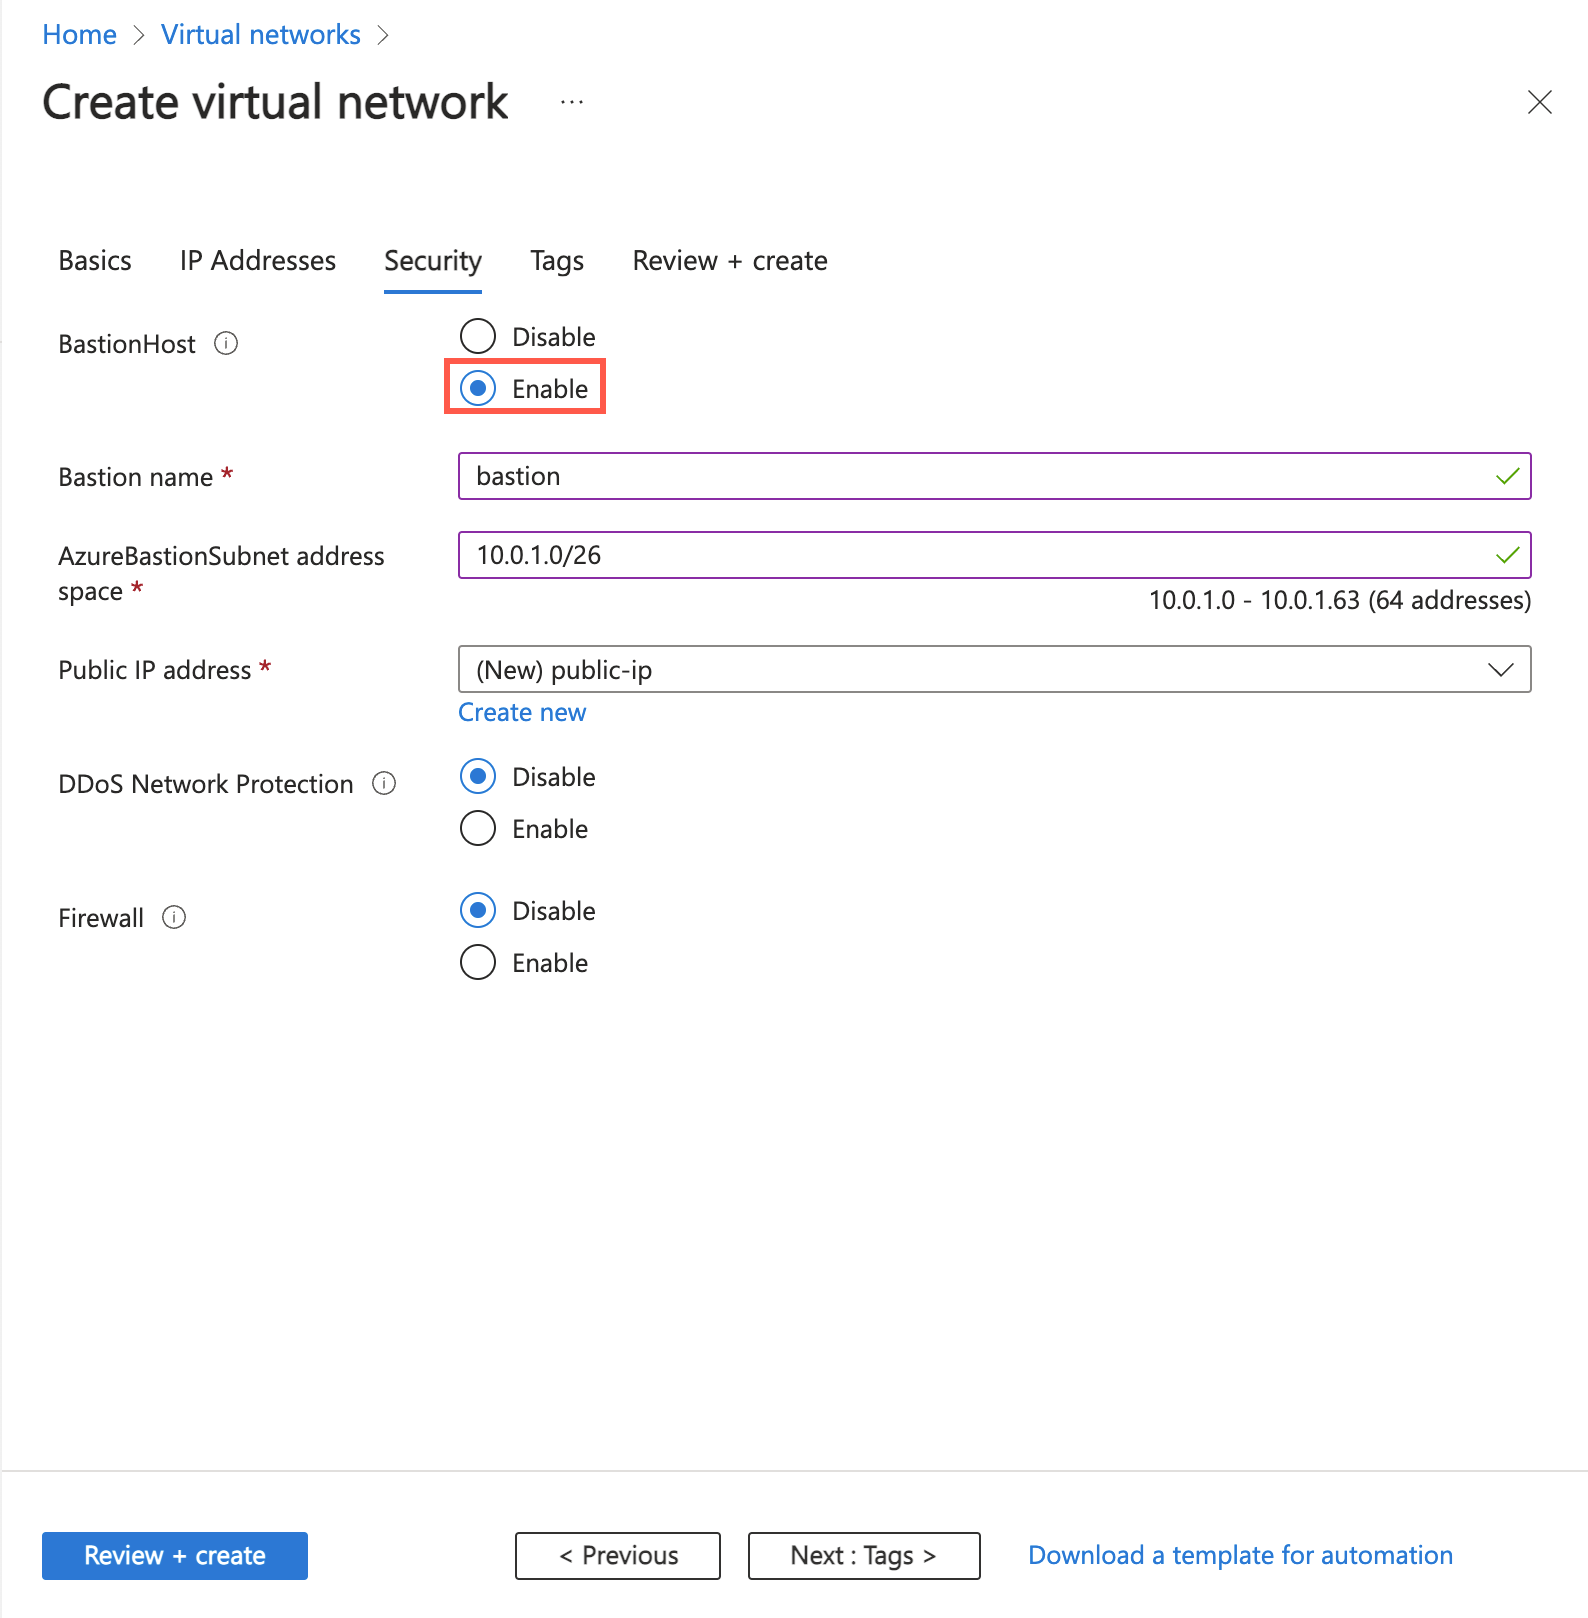 Home > Virtual networks >
Create virtual network ...
Basics IP Addresses Security Tags Review + create
BastionHost
Disable
Enable
Bastion name *
bastion
AzureBastionSubnet address
space *
10.0.1.0/26
10.0.1.0 - 10.0.1.63 (64 addresses)
Public IP address *
(New) public-ip
Create new
DDoS Network Protection
Disable
Enable
Firewall
Disable
Enable
Review + create
< Previous
Next : Tags >
Download a template for automation